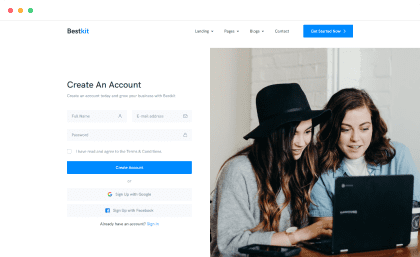 Bestkit
Landing Pages Blogs Contact Get Started Now
Create An Account
Create an account today and grow your business with Bestkit
Full Name E-mail address
Password
I have read and agree to the Terms & Conditions
Create Account
or
Sign Up with Google
Sign Up with Facebook
Already have an account? Sign in